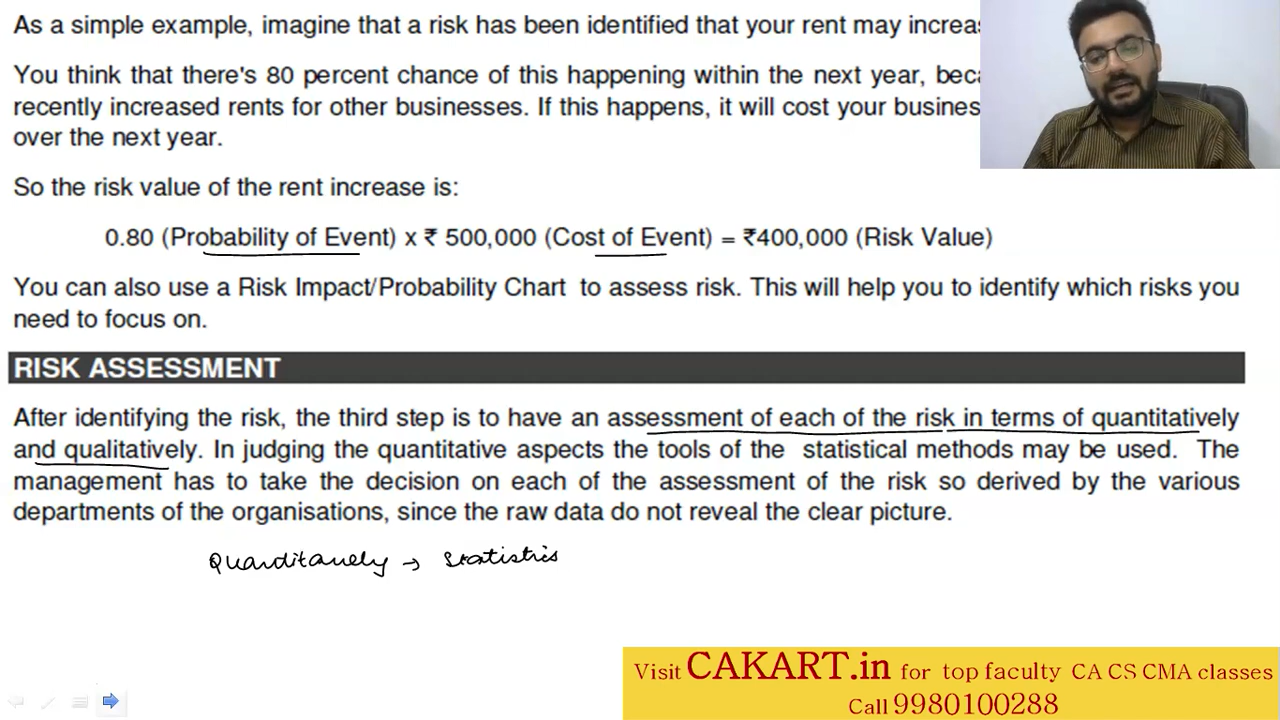 As a simple example, imagine that a risk has been identified that your rent may increas
You think that there's 80 percent chance of this happening within the next year, beca
recently increased rents for other businesses. If this happens, it will cost your busines
over the next year.
So the risk value of the rent increase is:
0.80 (Probability of Event) x ₹ 500,000 (Cost of Event) = ₹400,000 (Risk Value)
You can also use a Risk Impact/Probability Chart to assess risk. This will help you to identify which risks you
need to focus on.
RISK ASSESSMENT
After identifying the risk, the third step is to have an assessment of each of the risk in terms of quantitatively
and qualitatively. In judging the quantitative aspects the tools of the statistical methods may be used. The
management has to take the decision on each of the assessment of the risk so derived by the various
departments of the organisations, since the raw data do not reveal the clear picture.
→
Visit CAKART.in for top faculty CA CS CMA classes
Call 9980100288